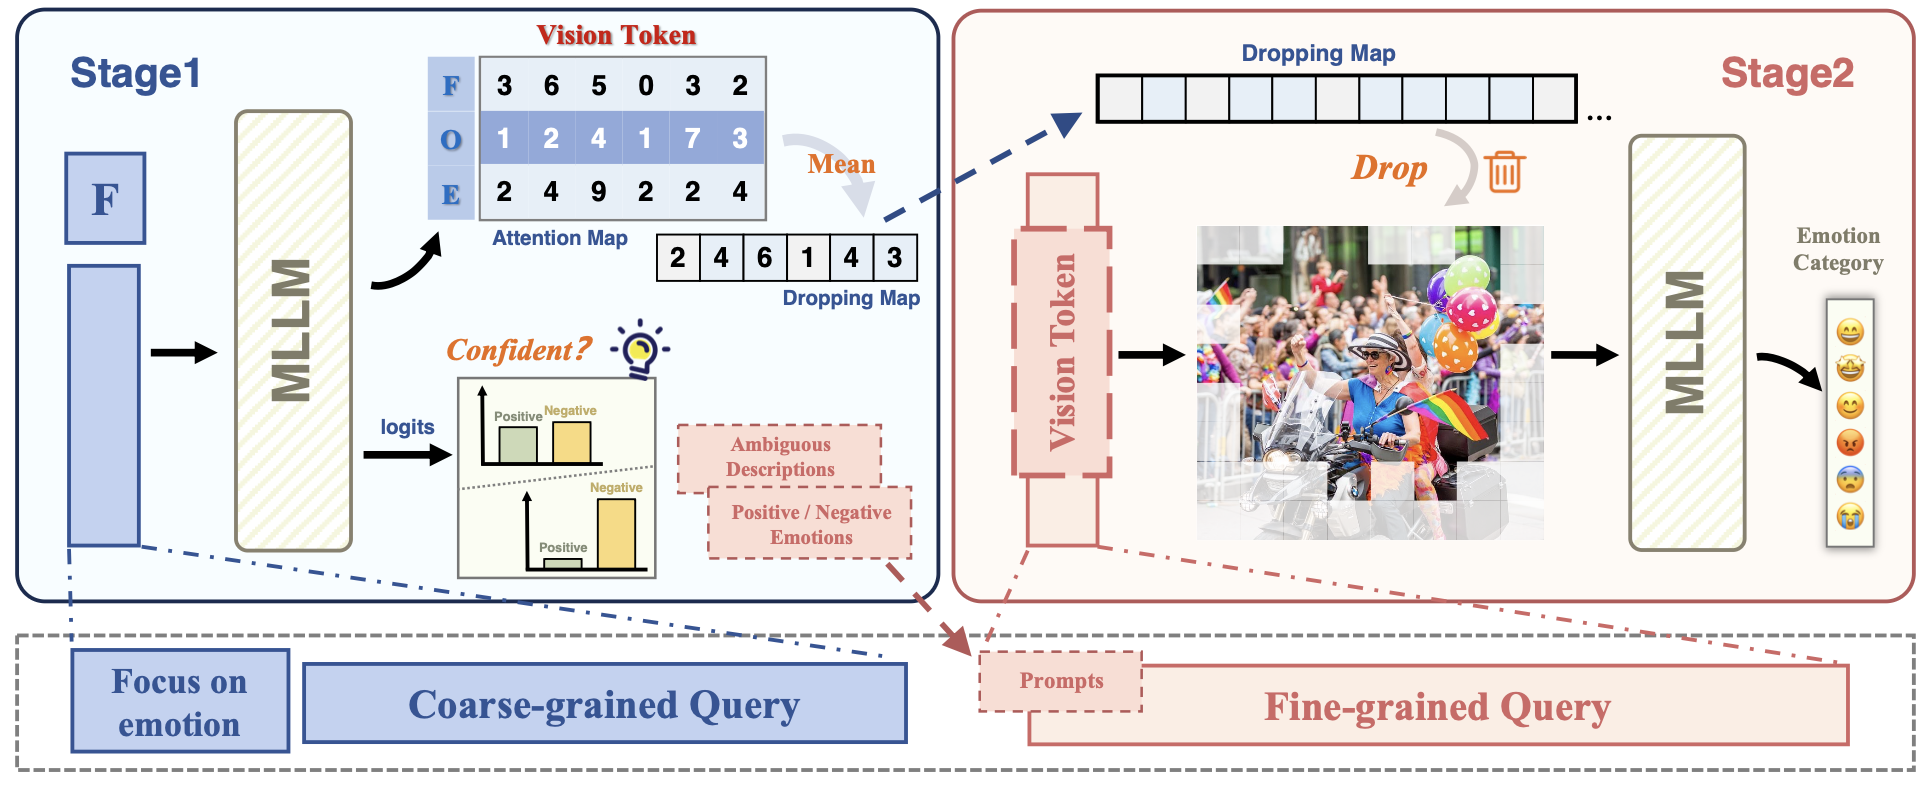 Stage1
F
MLLM
Vision Token
F 3 6 5 0 3 2
O 1 2 4 1 7 3
E 2 4 9 2 2 4
Attention Map
Mean
2 4 6 1 4 3
Dropping Map
Confident?
logits
Positive Negative
Negative
Positive
Ambiguous
Descriptions
Positive / Negative
Emotions
Stage2
Dropping Map
...
Drop
Vision Token
MLLM
Emotion
Category
Focus on
emotion
Coarse-grained Query
Prompts
Fine-grained Query